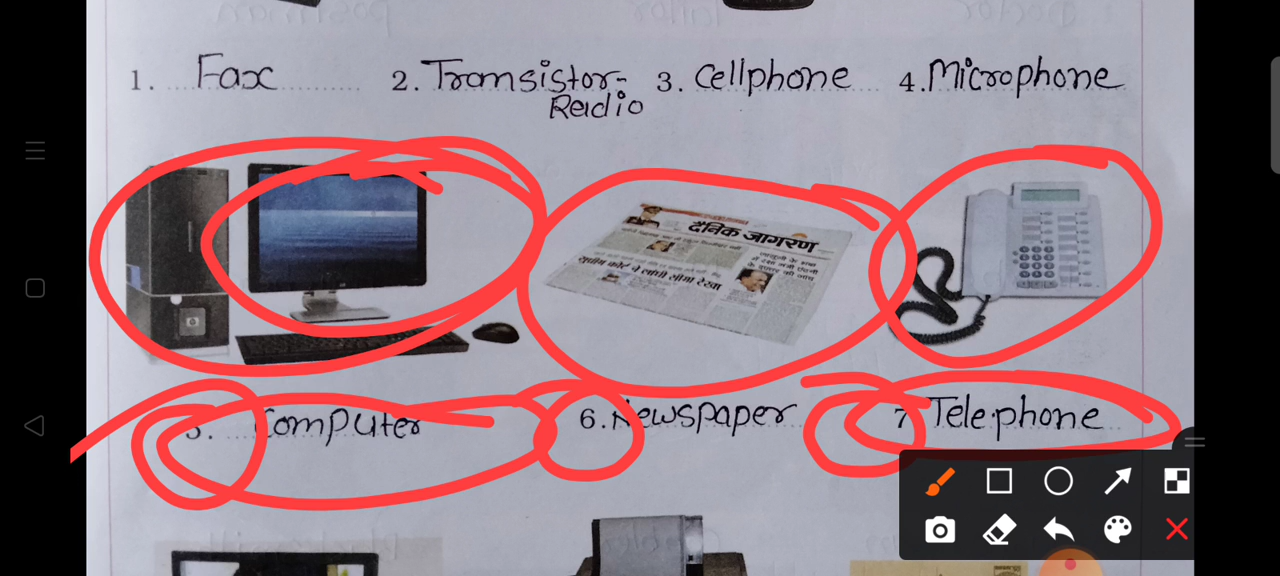 1. Fax 2. Transistor- 3. Cellphone 4. Microphone
Radio
दैनिक जागरण
सुप्रीम कोर्ट ने लांघी सीमा रेखा
5. Computer 6. Newspaper 7. Telephone